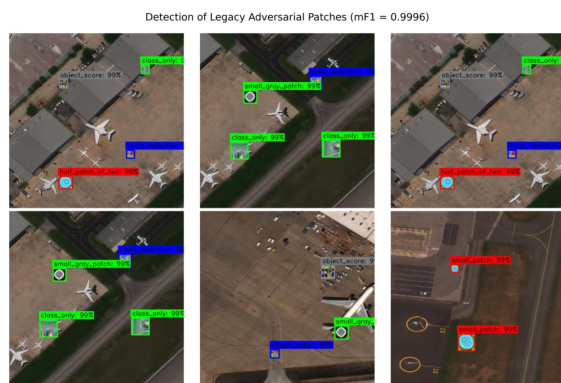 Detection of Legacy Adversarial Patches (mF1 = 0.9996)
class_only: 9
object_score: 99%
half_patch_of_two: 99%
small_gray_patch: 99%
class_only: 99%
class_only: 99%
class_only: 9
object_score: 99%
half_patch_of_two: 99%
small_gray_patch: 99%
class_only: 99%
class_only: 99%
object_score: 9
small_gray_
small_patch: 99%
small_patch: 99%